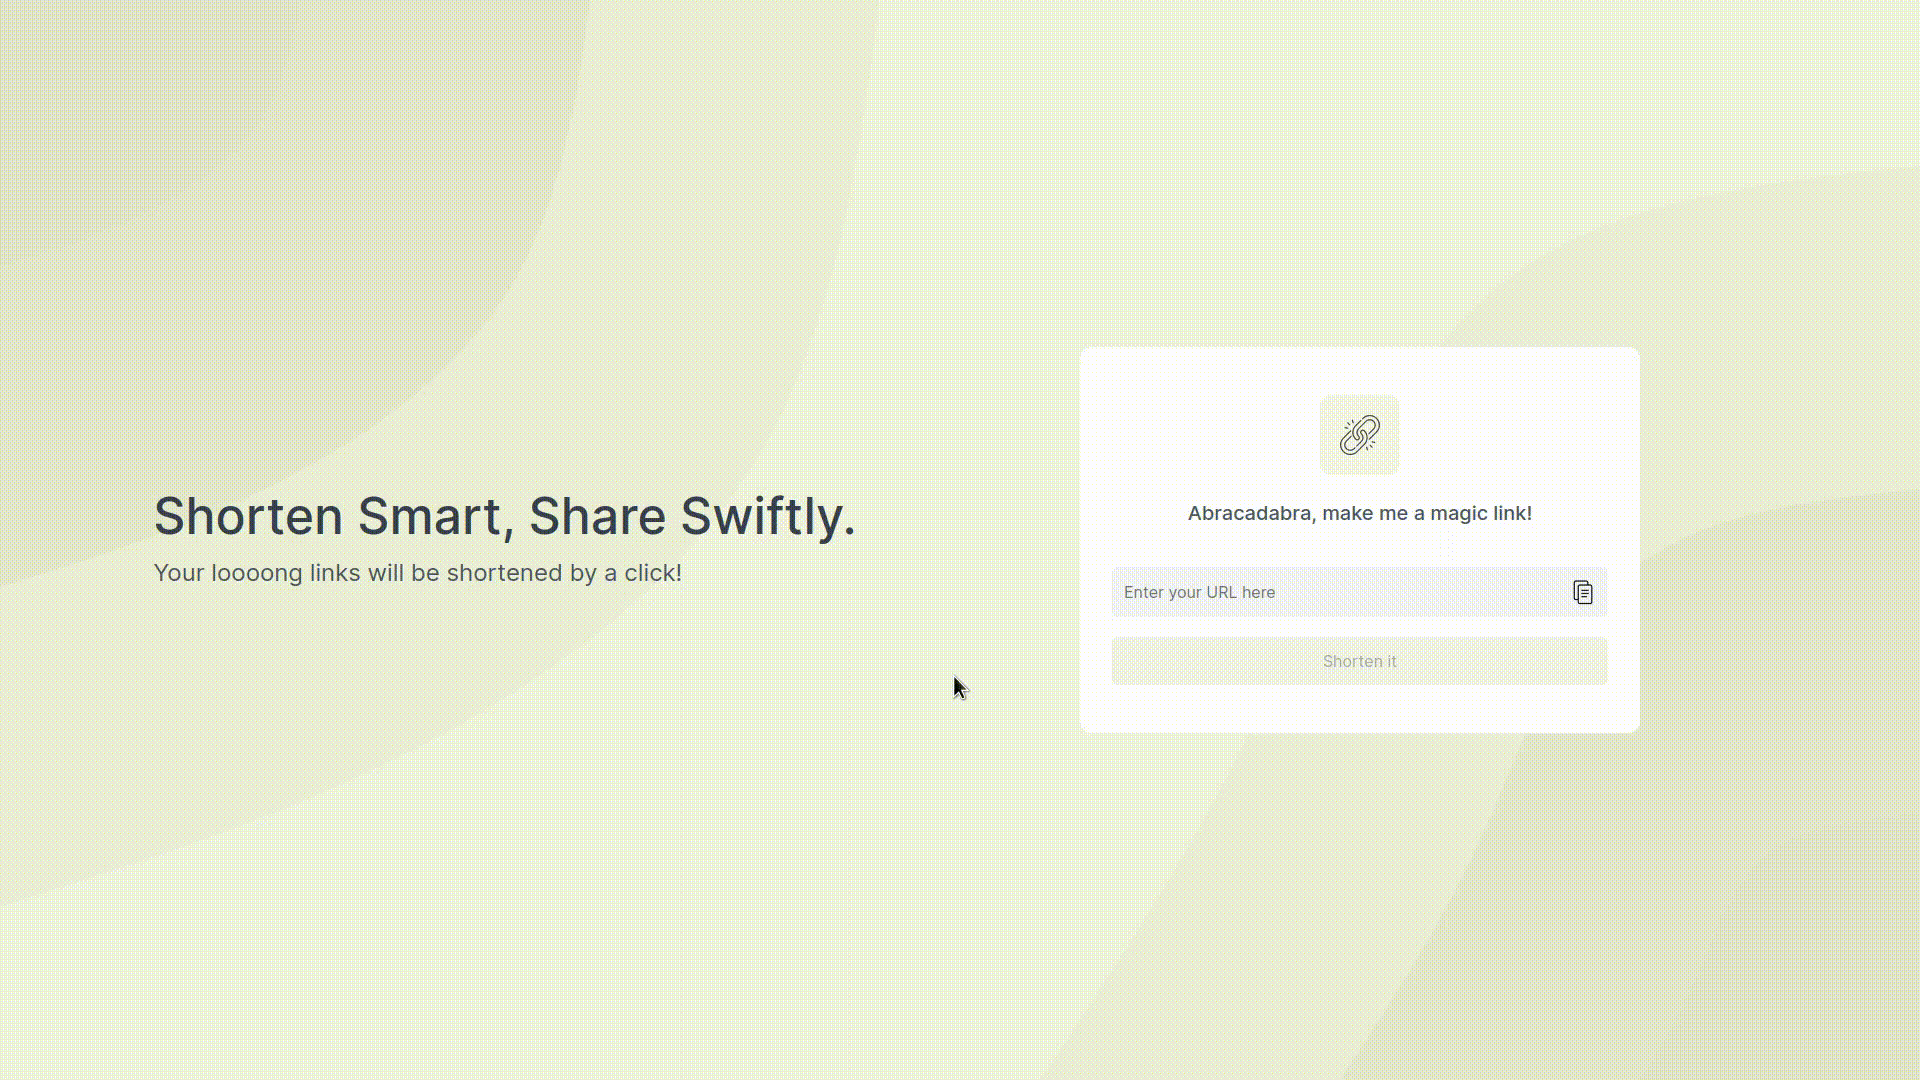 Shorten Smart, Share Swiftly.
Your loooong links will be shortened by a click!
Abracadabra, make me a magic link!
Enter your URL here
Shorten it